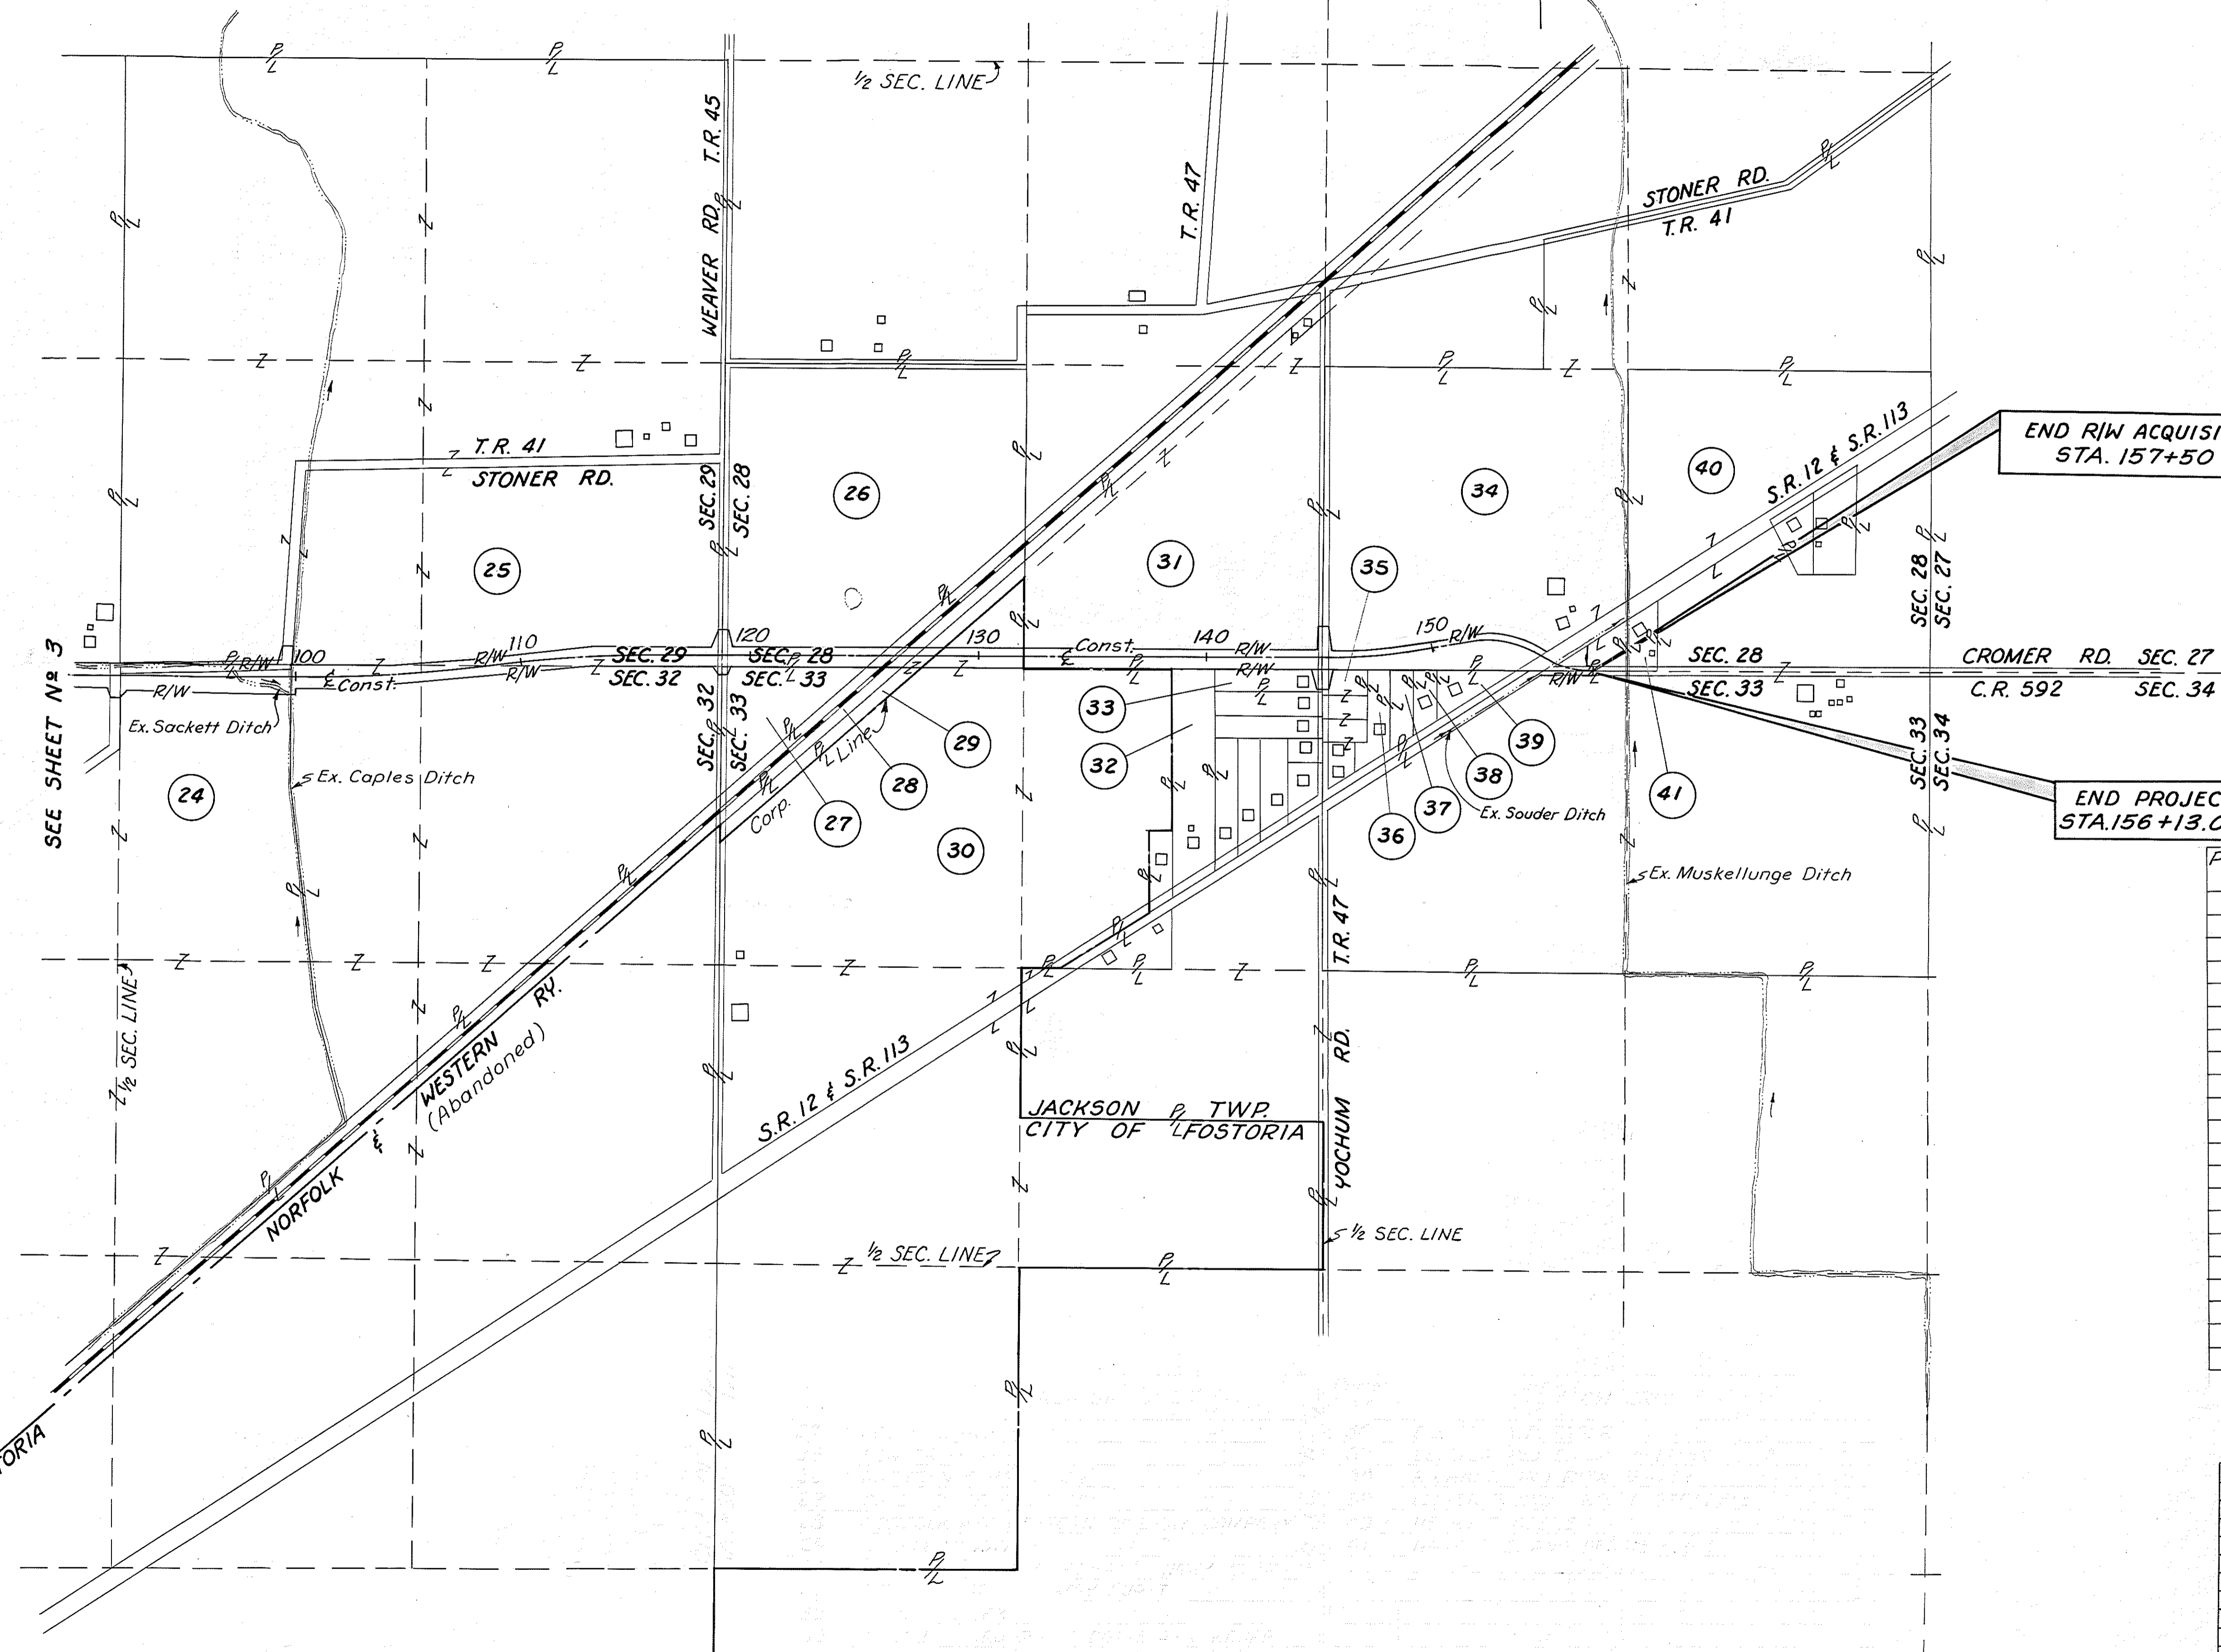 ½ SEC. LINE
WEAVER RD. T.R. 45
T.R. 47
STONER RD.
T.R. 41
S.R. 12 & S.R. 113
END R/W ACQUISI
STA. 157+50
T.R. 41
STONER RD.
SEC. 29
SEC. 28
26
34
40
25
31
35
SEC. 28
SEC. 27
SEE SHEET Nº 3
P/L
R/W
100
110
120
130
140
150
R/W
R/W
R/W
R/W
R/W
R/W
R/W
℄ Const.
℄ Const.
SEC. 29
SEC. 28
SEC. 32
SEC. 33
SEC. 28
SEC. 33
CROMER RD. SEC. 27
C.R. 592 SEC. 34
Ex. Sackett Ditch
SEC. 32
SEC. 33
SEC. 33
SEC. 34
33
32
29
28
27
30
Corp. Line
24
Ex. Caples Ditch
36
37
38
39
41
Ex. Souder Ditch
END PROJEC
STA. 156+13.0
Ex. Muskellunge Ditch
T.R. 47
YOCHUM RD.
½ SEC. LINE
NORFOLK & WESTERN RY.
(Abandoned)
S.R. 12 & S.R. 113
JACKSON TWP.
CITY OF FOSTORIA
½ SEC. LINE
½ SEC. LINE
TORIA